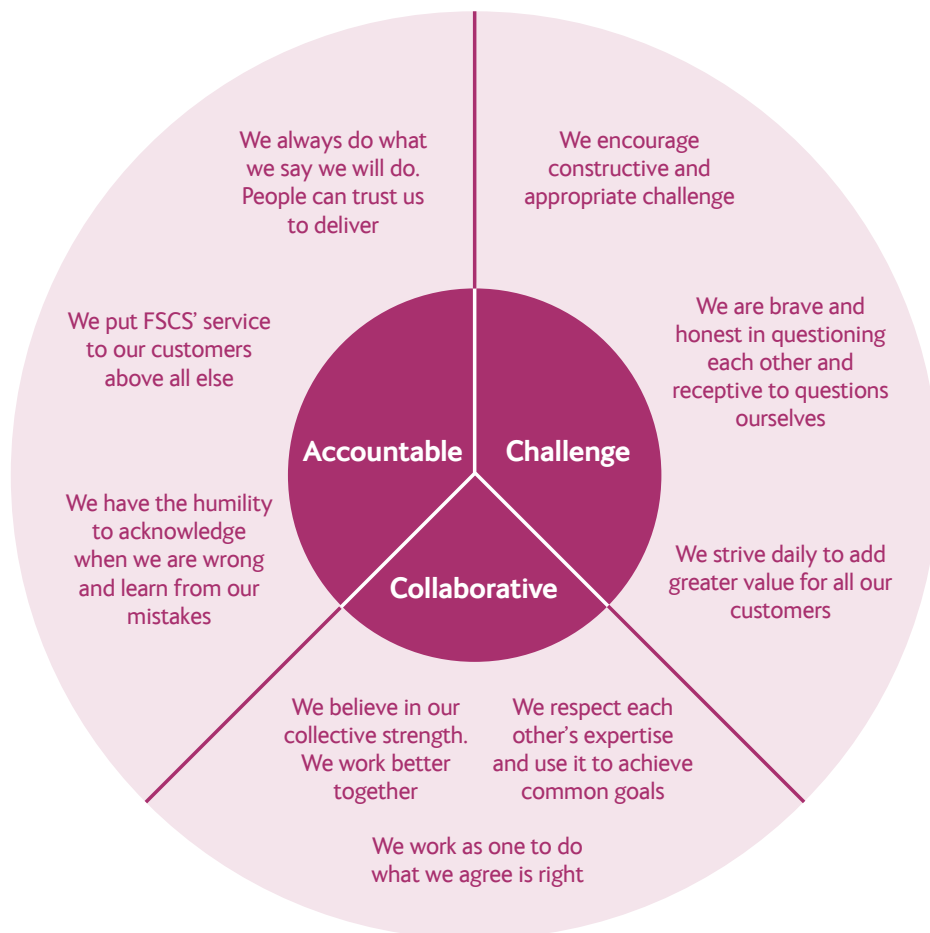 We always do what
we say we will do.
People can trust us
to deliver
We put FSCS’ service
to our customers
above all else
We have the humility
to acknowledge
when we are wrong
and learn from our
mistakes
Accountable
Challenge
We encourage
constructive and
appropriate challenge
We are brave and
honest in questioning
each other and
receptive to questions
ourselves
We strive daily to add
greater value for all our
customers
Collaborative
We believe in our
collective strength.
We work better
together
We respect each
other’s expertise
and use it to achieve
common goals
We work as one to do
what we agree is right